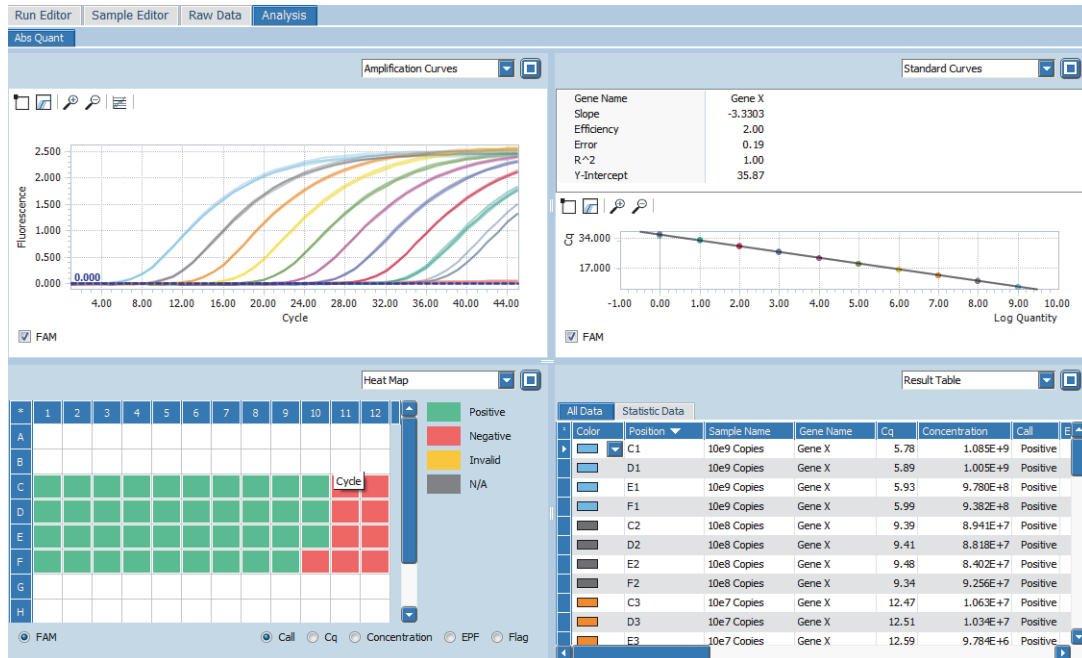 Run Editor Sample Editor Raw Data Analysis
Abs Quant
Amplification Curves
2.500
2.000
1.500
1.000
0.500
0.000
Fluorescence
0.000
4.00 8.00 12.00 16.00 20.00 24.00 28.00 32.00 36.00 40.00 44.00
Cycle
FAM
Standard Curves
Gene Name Gene X
Slope -3.3303
Efficiency 2.00
Error 0.19
R^2 1.00
Y-Intercept 35.87
Cq
34.000
17.000
-1.00 0.00 1.00 2.00 3.00 4.00 5.00 6.00 7.00 8.00 9.00 10.00
Log Quantity
FAM
Heat Map
* 1 2 3 4 5 6 7 8 9 10 11 12
A
B
C
D
E
F
G
H
Cycle
Positive
Negative
Invalid
N/A
FAM Call Cq Concentration EPF Flag
Result Table
All Data Statistic Data
Color Position Sample Name Gene Name Cq Concentration Call E
C1 10e9 Copies Gene X 5.78 1.085E+9 Positive
D1 10e9 Copies Gene X 5.89 1.005E+9 Positive
E1 10e9 Copies Gene X 5.93 9.780E+8 Positive
F1 10e9 Copies Gene X 5.99 9.382E+8 Positive
C2 10e8 Copies Gene X 9.39 8.941E+7 Positive
D2 10e8 Copies Gene X 9.41 8.818E+7 Positive
E2 10e8 Copies Gene X 9.48 8.402E+7 Positive
F2 10e8 Copies Gene X 9.34 9.256E+7 Positive
C3 10e7 Copies Gene X 12.47 1.063E+7 Positive
D3 10e7 Copies Gene X 12.51 1.034E+7 Positive
E3 10e7 Copies Gene X 12.59 9.784E+6 Positive